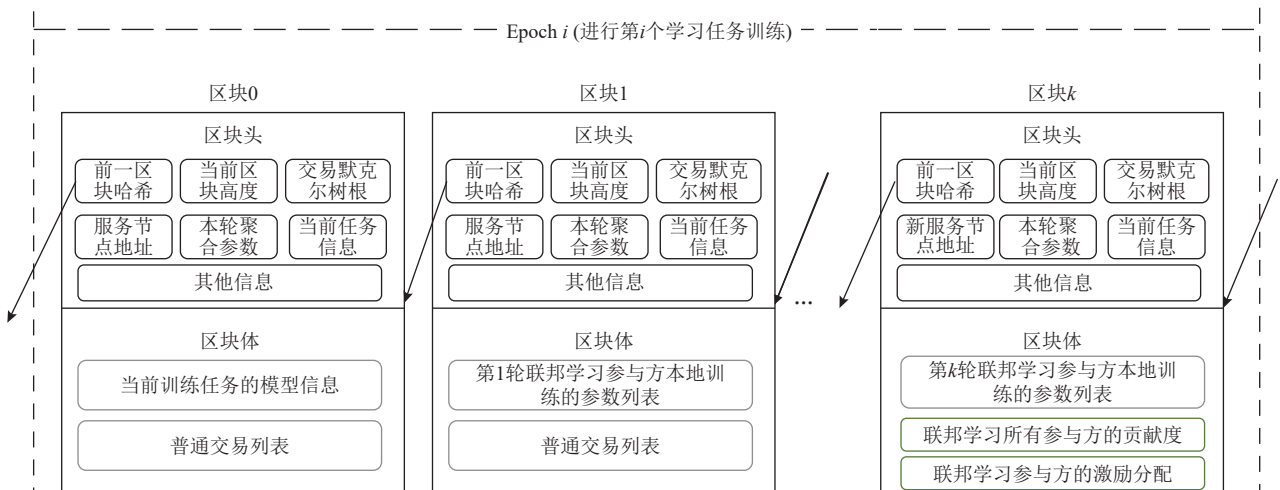 Epoch i (进行第i个学习任务训练)
区块0
区块头
前一区
块哈希
当前区
块高度
交易默克
尔树根
服务节
点地址
本轮聚
合参数
当前任务
信息
其他信息
区块体
当前训练任务的模型信息
普通交易列表
区块1
区块头
前一区
块哈希
当前区
块高度
交易默克
尔树根
服务节
点地址
本轮聚
合参数
当前任务
信息
其他信息
区块体
第1轮联邦学习参与方本地训
练的参数列表
普通交易列表
...
区块k
区块头
前一区
块哈希
当前区
块高度
交易默克
尔树根
新服务节
点地址
本轮聚
合参数
当前任务
信息
其他信息
区块体
第k轮联邦学习参与方本地训
练的参数列表
联邦学习所有参与方的贡献度
联邦学习参与方的激励分配